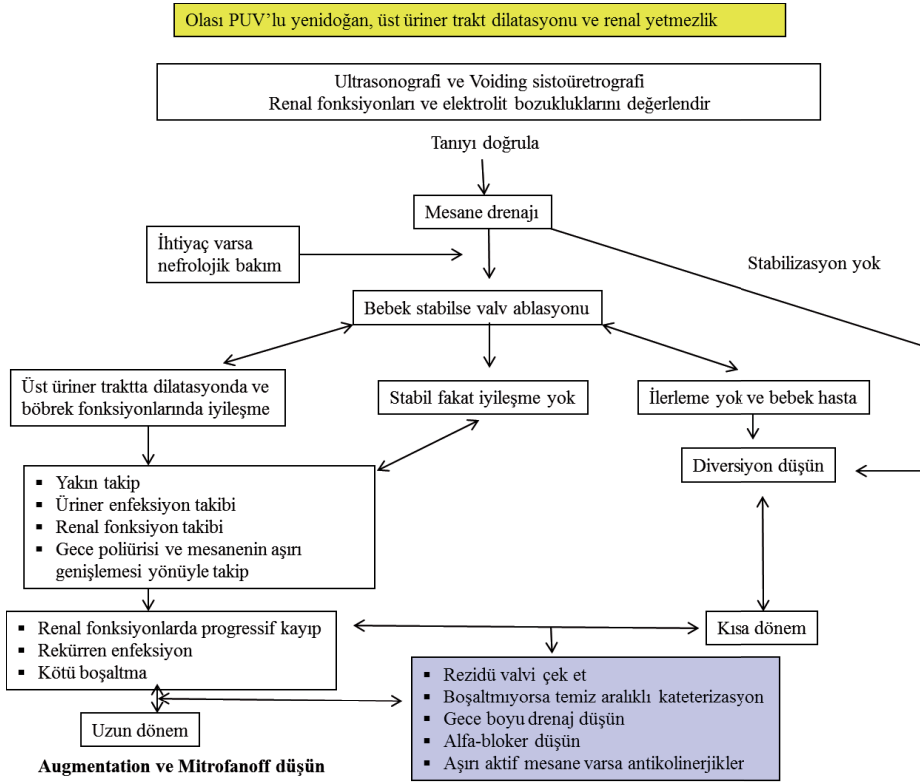 Olası PUV'lu yenidoğan, üst üriner trakt dilatasyonu ve renal yetmezlik
Ultrasonografi ve Voiding sistoüretrografi
Renal fonksiyonları ve elektrolit bozukluklarını değerlendir
Tanıyı doğrula
Mesane drenajı
İhtiyaç varsa
nefrolojik bakım
Stabilizasyon yok
Bebek stabilse valv ablasyonu
Üst üriner traktta dilatasyonda ve
böbrek fonksiyonlarında iyileşme
Stabil fakat iyileşme yok
İlerleme yok ve bebek hasta
Diversiyon düşün
▪ Yakın takip
▪ Üriner enfeksiyon takibi
▪ Renal fonksiyon takibi
▪ Gece poliürisi ve mesanenin aşırı
genişlemesi yönüyle takip
▪ Renal fonksiyonlarda progressif kayıp
▪ Rekürren enfeksiyon
▪ Kötü boşaltma
Kısa dönem
▪ Rezidü valvi çek et
▪ Boşaltmıyorsa temiz aralıklı kateterizasyon
▪ Gece boyu drenaj düşün
▪ Alfa-bloker düşün
▪ Aşırı aktif mesane varsa antikolinerjikler
Uzun dönem
Augmentation ve Mitrofanoff düşün